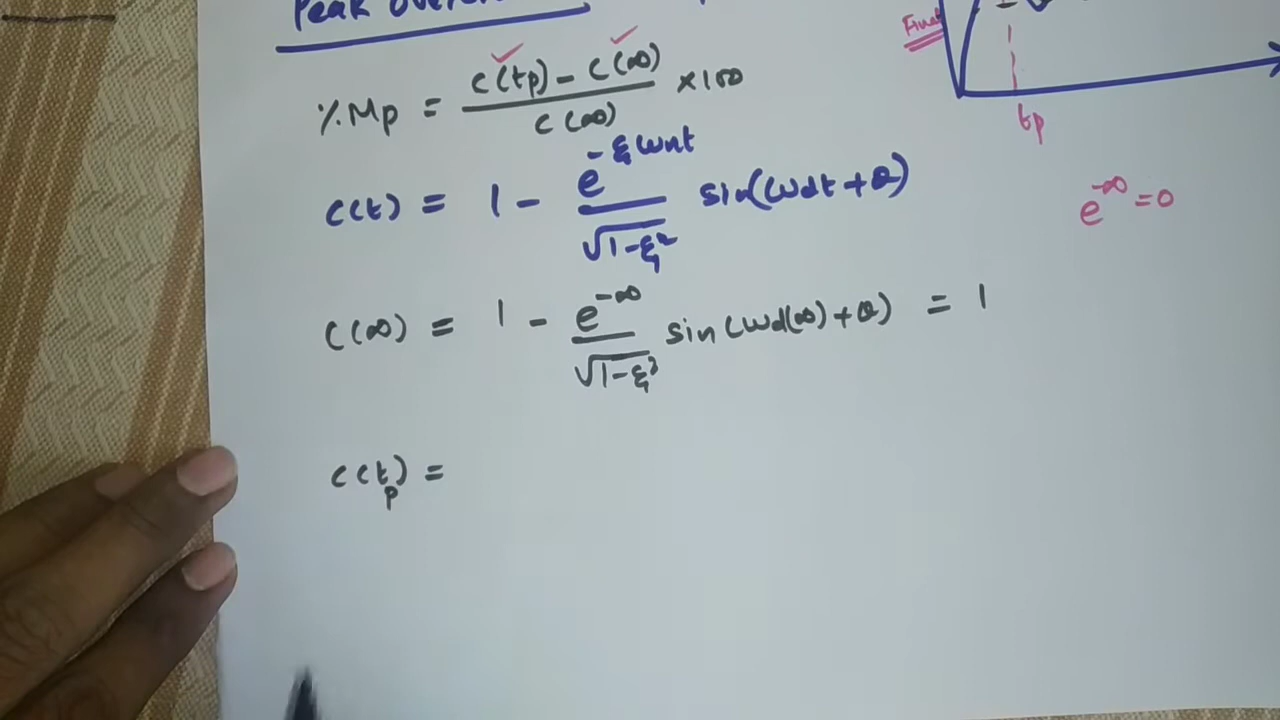 Peak
%Mp = C(tp) - C(∞) / C(∞) ×100
C(t) = 1 - e^-ξωnt / √1-ξ² sin(ωdt + θ)
C(∞) = 1 - e^-∞ / √1-ξ² sin(ωd(∞) + θ) = 1
C(tp) =
Final
tp
e^-∞ = 0